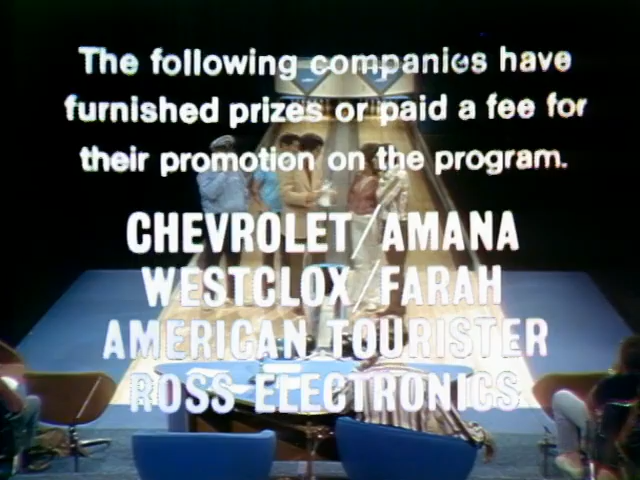 The following companies have
furnished prizes or paid a fee for
their promotion on the program.
CHEVROLET / AMANA
WESTCLOX / FARAH
AMERICAN TOURISTER
ROSS ELECTRONICS